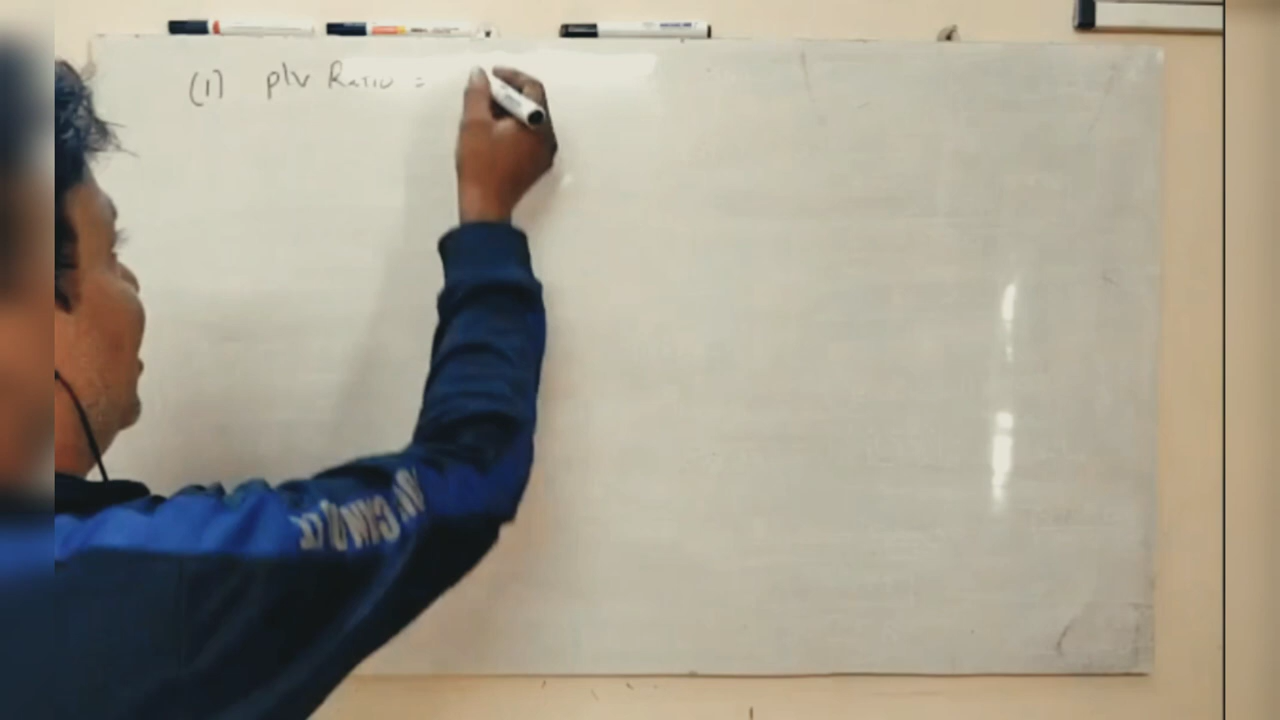 (1) p/v Ratio =